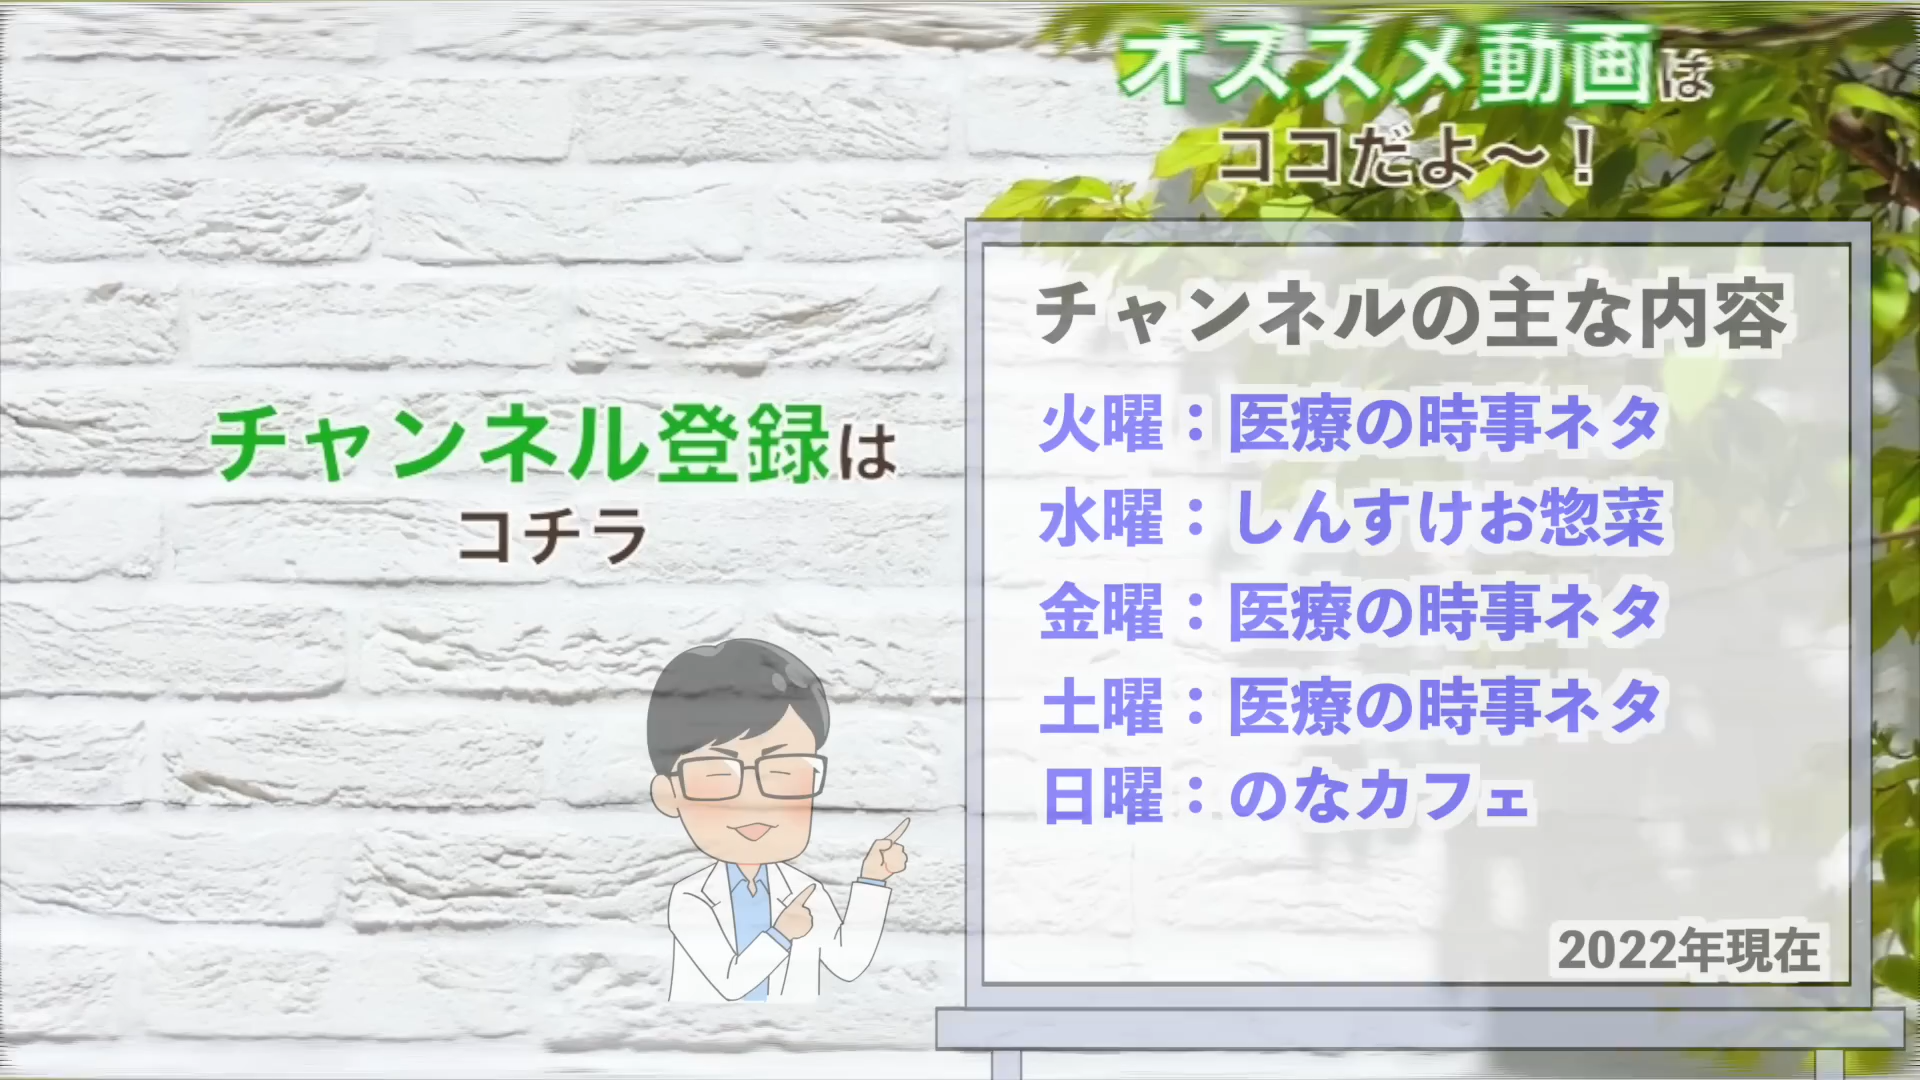 オススメ動画は
ココだよ〜！
チャンネル登録は
コチラ
チャンネルの主な内容
火曜：医療の時事ネタ
水曜：しんすけお惣菜
金曜：医療の時事ネタ
土曜：医療の時事ネタ
日曜：のなカフェ
2022年現在